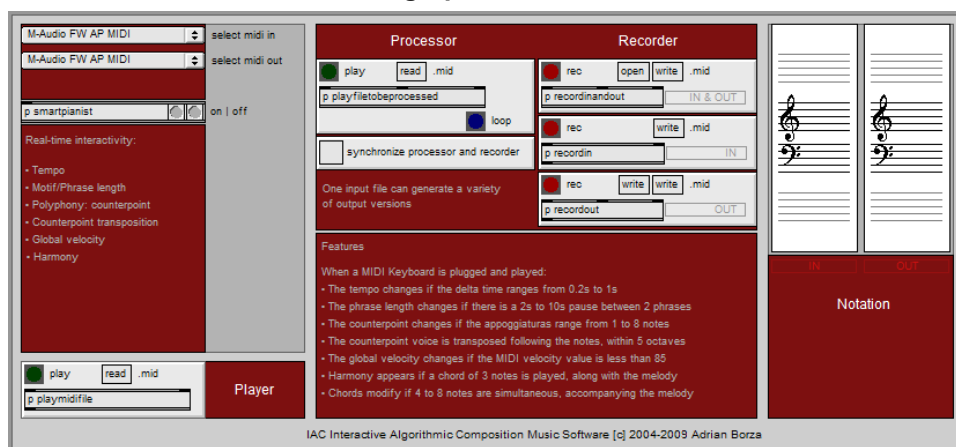 M-Audio FW AP MIDI select midi in
M-Audio FW AP MIDI select midi out
p smartpianist on | off
Real-time interactivity:
- Tempo
- Motif/Phrase length
- Polyphony: counterpoint
- Counterpoint transposition
- Global velocity
- Harmony
play read .mid
p playmidifile
Player
Processor
play read .mid
p playfiletobeprocessed
loop
synchronize processor and recorder
One input file can generate a variety
of output versions
Recorder
rec open write .mid
p recordinandout IN & OUT
rec write .mid
p recordin IN
rec write write .mid
p recordout OUT
Features
When a MIDI Keyboard is plugged and played:
- The tempo changes if the delta time ranges from 0.2s to 1s
- The phrase length changes if there is a 2s to 10s pause between 2 phrases
- The counterpoint changes if the appoggiaturas range from 1 to 8 notes
- The counterpoint voice is transposed following the notes, within 5 octaves
- The global velocity changes if the MIDI velocity value is less than 85
- Harmony appears if a chord of 3 notes is played, along with the melody
- Chords modify if 4 to 8 notes are simultaneous, accompanying the melody
IN OUT
Notation
IAC Interactive Algorithmic Composition Music Software [c] 2004-2009 Adrian Borza